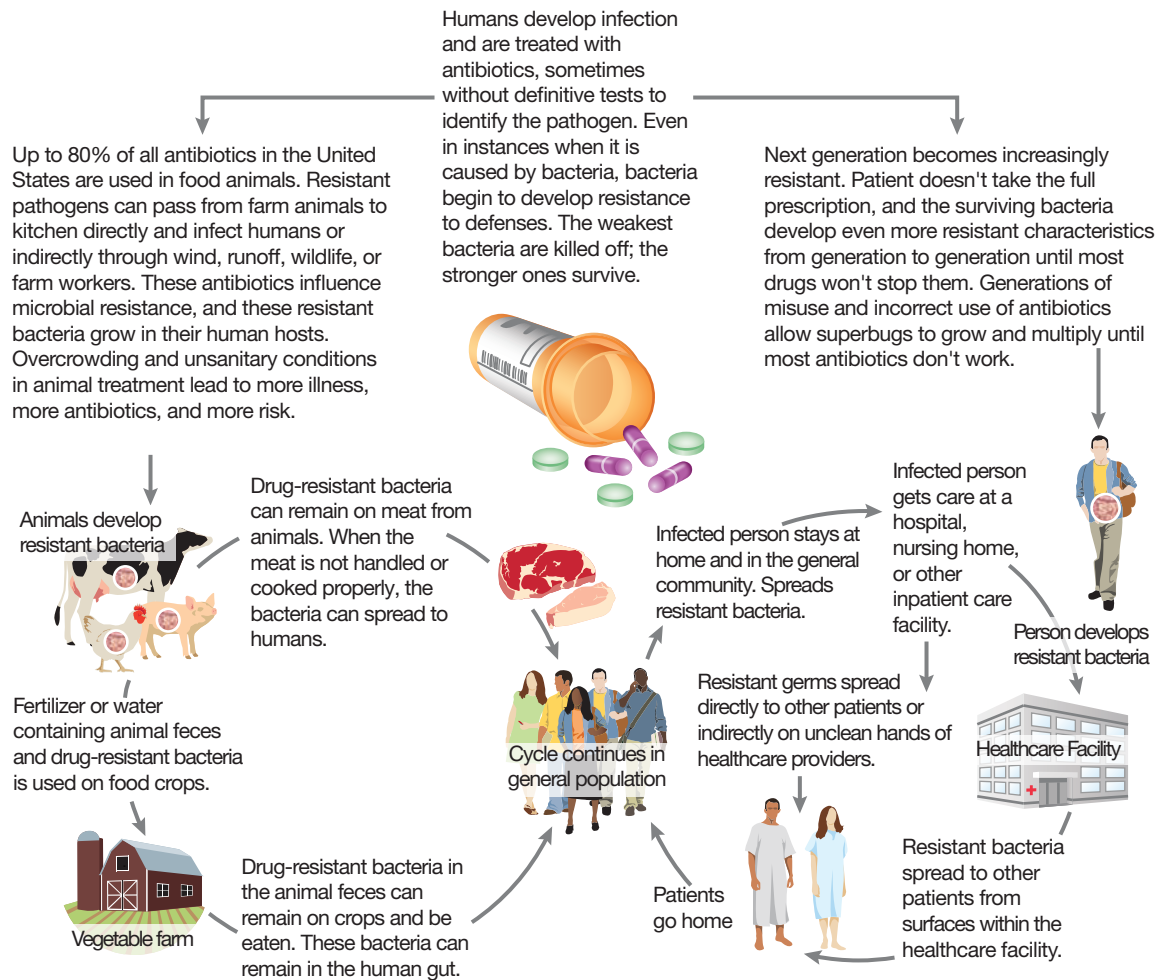 Humans develop infection
and are treated with
antibiotics, sometimes
without definitive tests to
identify the pathogen. Even
in instances when it is
caused by bacteria, bacteria
begin to develop resistance
to defenses. The weakest
bacteria are killed off; the
stronger ones survive.
Up to 80% of all antibiotics in the United
States are used in food animals. Resistant
pathogens can pass from farm animals to
kitchen directly and infect humans or
indirectly through wind, runoff, wildlife, or
farm workers. These antibiotics influence
microbial resistance, and these resistant
bacteria grow in their human hosts.
Overcrowding and unsanitary conditions
in animal treatment lead to more illness,
more antibiotics, and more risk.
Next generation becomes increasingly
resistant. Patient doesn't take the full
prescription, and the surviving bacteria
develop even more resistant characteristics
from generation to generation until most
drugs won't stop them. Generations of
misuse and incorrect use of antibiotics
allow superbugs to grow and multiply until
most antibiotics don't work.
Animals develop
resistant bacteria
Drug-resistant bacteria
can remain on meat from
animals. When the
meat is not handled or
cooked properly, the
bacteria can spread to
humans.
Infected person stays at
home and in the general
community. Spreads
resistant bacteria.
Infected person
gets care at a
hospital,
nursing home,
or other
inpatient care
facility.
Person develops
resistant bacteria
Fertilizer or water
containing animal feces
and drug-resistant bacteria
is used on food crops.
Cycle continues in
general population
Resistant germs spread
directly to other patients or
indirectly on unclean hands of
healthcare providers.
Healthcare Facility
Vegetable farm
Drug-resistant bacteria in
the animal feces can
remain on crops and be
eaten. These bacteria can
remain in the human gut.
Patients
go home
Resistant bacteria
spread to other
patients from
surfaces within the
healthcare facility.